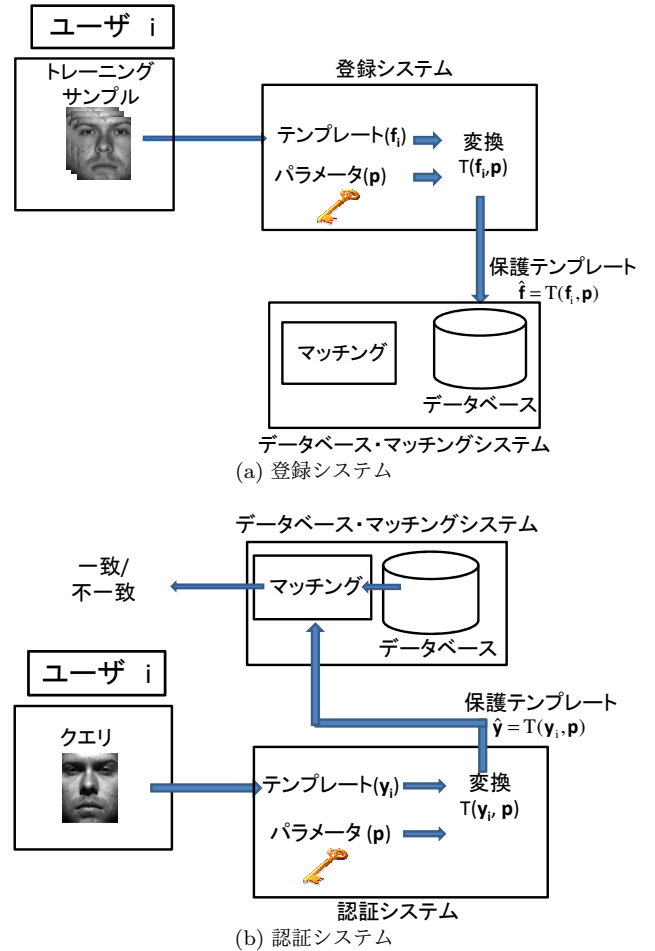 ユーザ i
トレーニング
サンプル
登録システム
テンプレート(f_i)
パラメータ(p)
変換
T(f_i,p)
保護テンプレート
f̂ = T(f_i,p)
マッチング
データベース
データベース・マッチングシステム
(a) 登録システム
データベース・マッチングシステム
一致/
不一致
マッチング
データベース
ユーザ i
クエリ
保護テンプレート
ŷ = T(y_i,p)
テンプレート(y_i)
パラメータ(p)
変換
T(y_i, p)
認証システム
(b) 認証システム